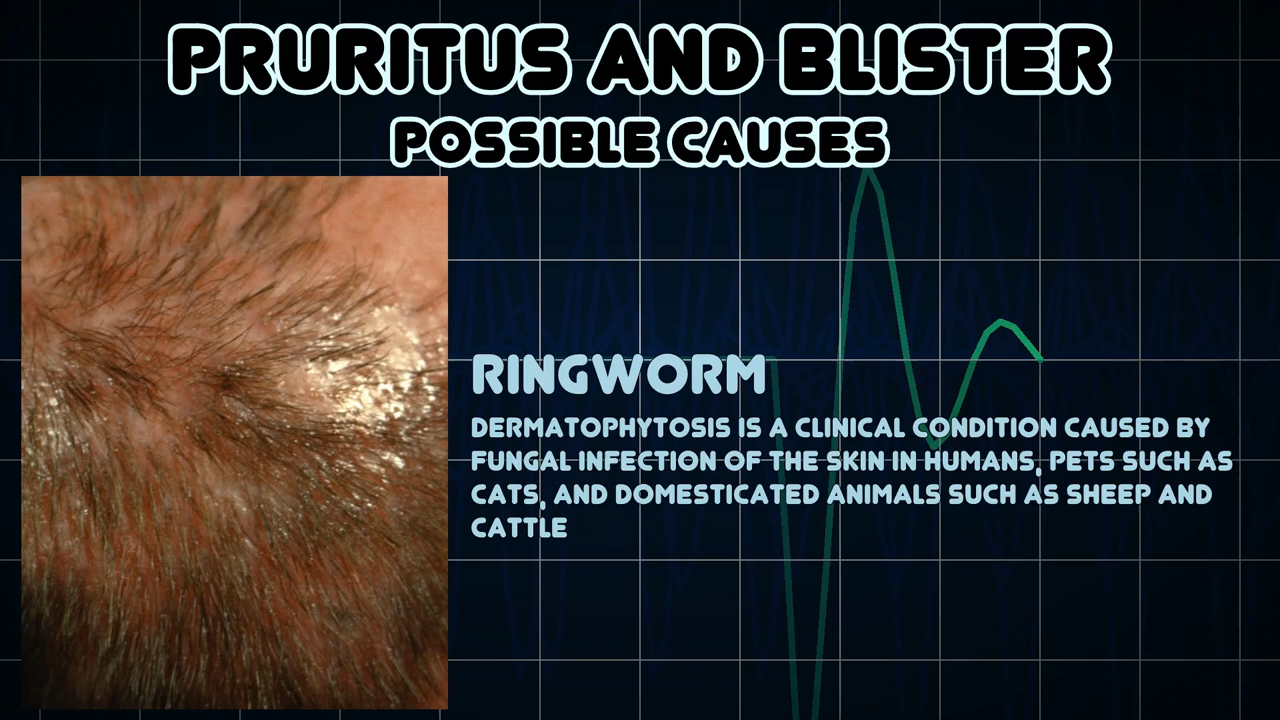 PRURITUS AND BLISTER
POSSIBLE CAUSES
RINGWORM
DERMATOPHYTOSIS IS A CLINICAL CONDITION CAUSED BY
FUNGAL INFECTION OF THE SKIN IN HUMANS, PETS SUCH AS
CATS, AND DOMESTICATED ANIMALS SUCH AS SHEEP AND
CATTLE